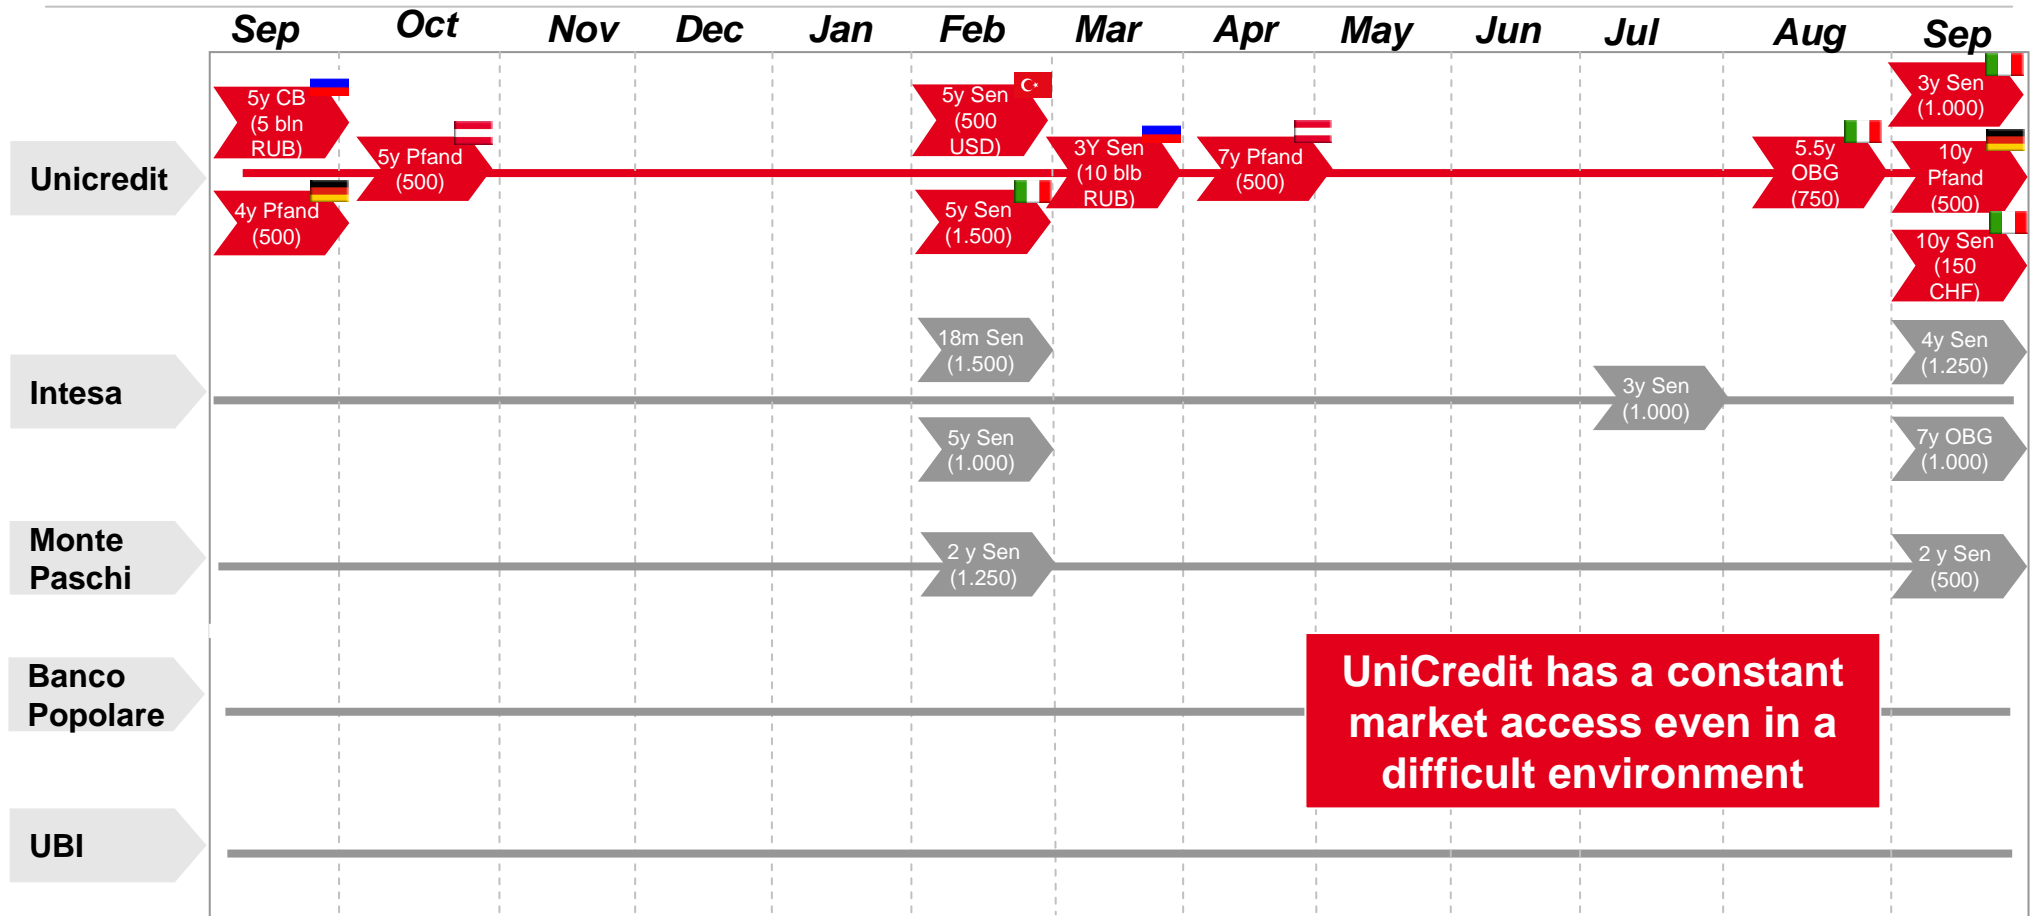 Sep Oct Nov Dec Jan Feb Mar Apr May Jun Jul Aug Sep
Unicredit
5y CB
(5 bln
RUB)
4y Pfand
(500)
5y Pfand
(500)
5y Sen
(500
USD)
5y Sen
(1.500)
3Y Sen
(10 blb
RUB)
7y Pfand
(500)
5.5y
OBG
(750)
3y Sen
(1.000)
10y
Pfand
(500)
10y Sen
(150
CHF)
Intesa
18m Sen
(1.500)
5y Sen
(1.000)
3y Sen
(1.000)
4y Sen
(1.250)
7y OBG
(1.000)
Monte
Paschi
2 y Sen
(1.250)
2 y Sen
(500)
Banco
Popolare
UniCredit has a constant
market access even in a
difficult environment
UBI